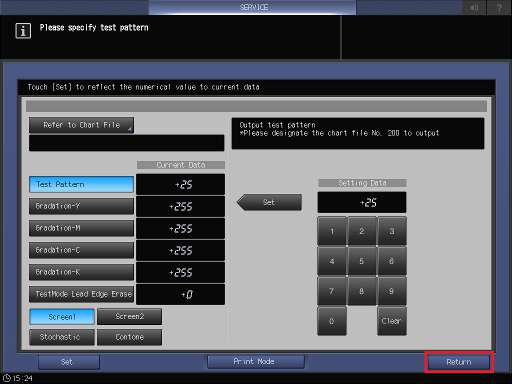 SERVICE
?
i
Please specify test pattern
Touch [Set] to reflect the numerical value to current data
Refer to Chart File
Output test pattern
*Please designate the chart file No. 200 to output
Current Data
Setting Data
Test Pattern +25
Set
+25
Gradation-Y +255
Gradation-M +255
Gradation-C +255
Gradation-K +255
TestMode Lead Edge Erase +0
1 2 3
4 5 6
7 8 9
0 Clear
Screen1 Screen2
Stochastic Contone
Set Print Mode Return
15:24